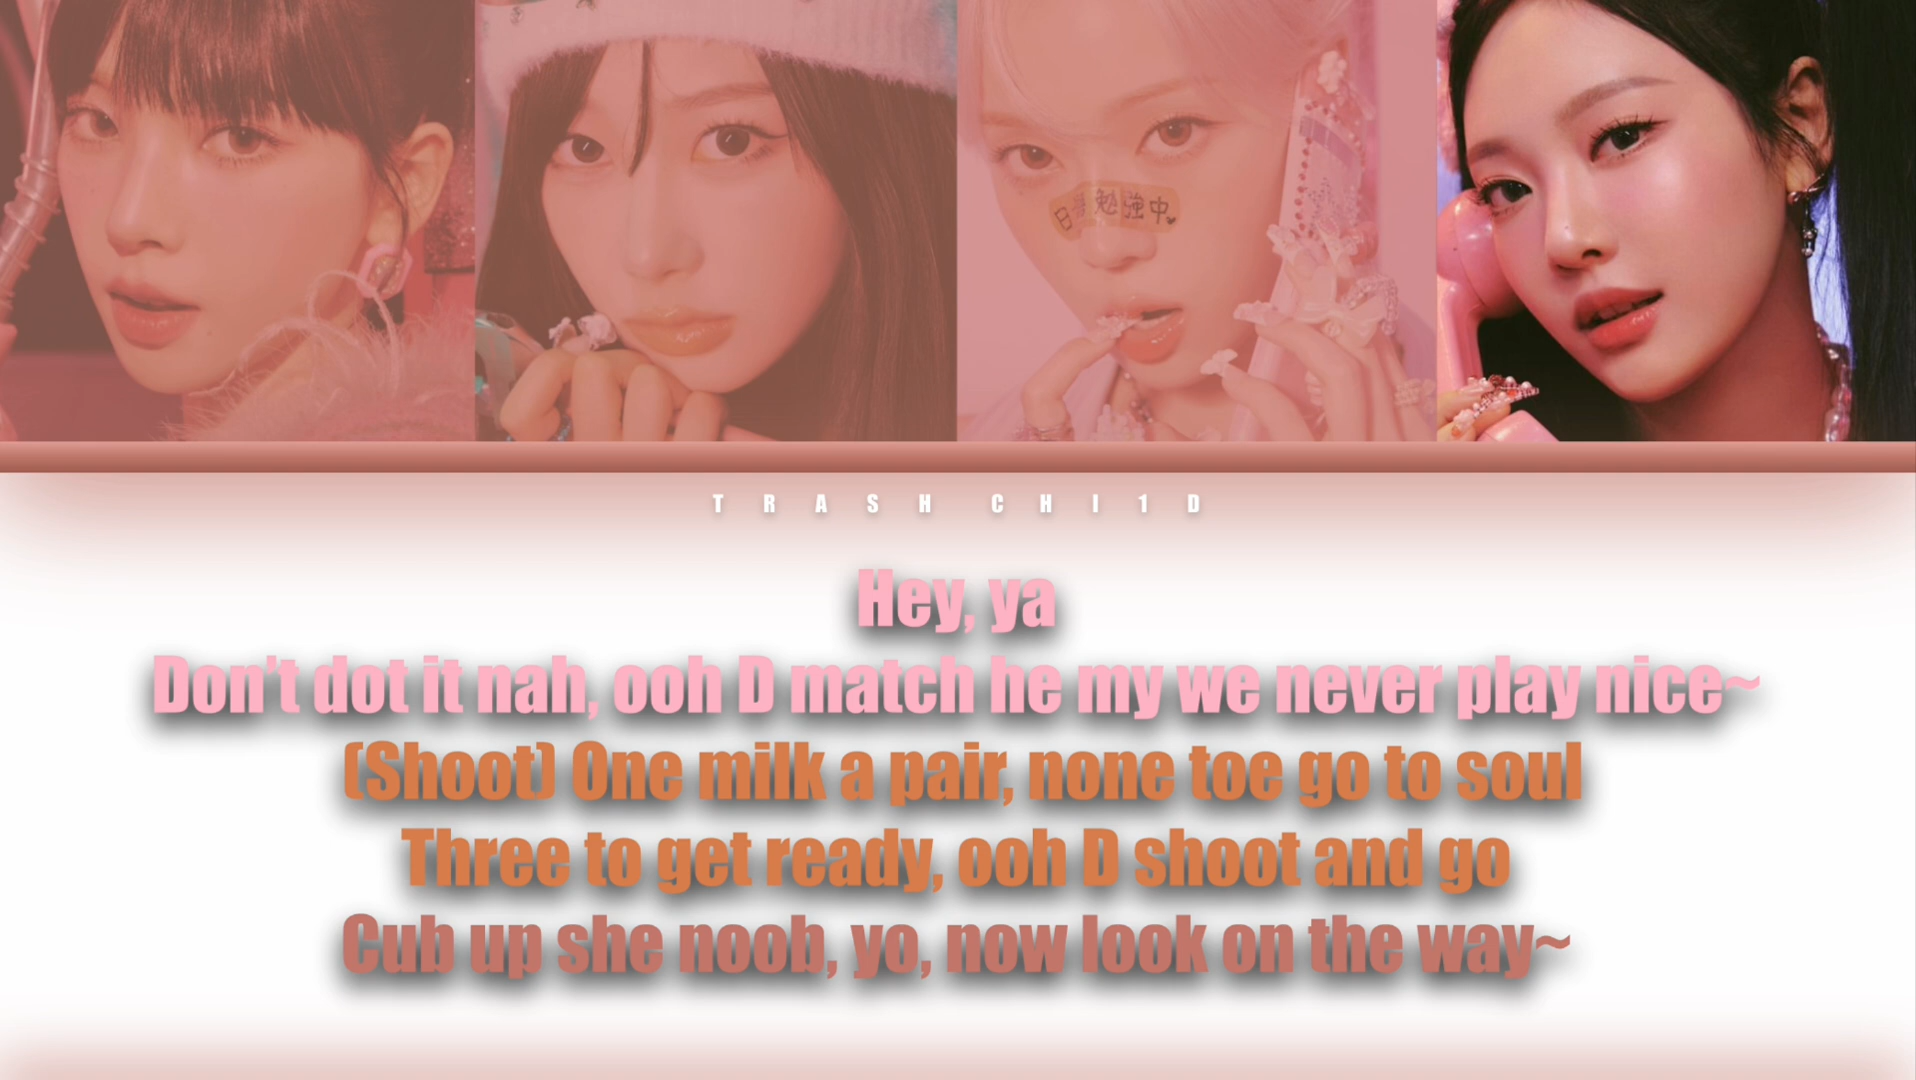 日本語勉強中
T R A S H C H I 1 D
Hey, ya
Don't dot it nah, ooh D match he my we never play nice~
(Shoot) One milk a pair, none toe go to soul
Three to get ready, ooh D shoot and go
Cub up she noob, yo, now look on the way~